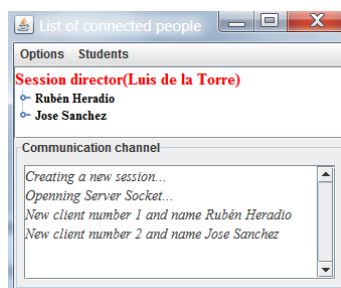 List of connected people
Options Students
Session director(Luis de la Torre)
Rubén Heradio
Jose Sanchez
Communication channel
Creating a new session...
Openning Server Socket...
New client number 1 and name Rubén Heradio
New client number 2 and name Jose Sanchez